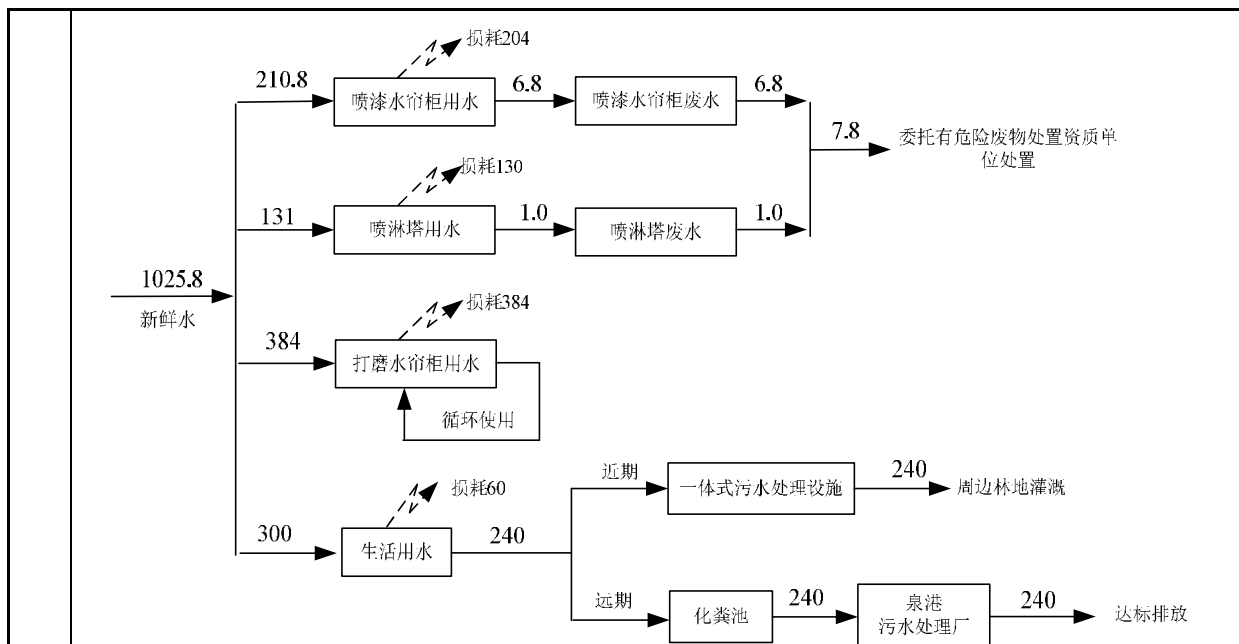 损耗204
210.8
喷漆水帘柜用水
6.8
喷漆水帘柜废水
6.8
7.8
委托有危险废物处置资质单
位处置
损耗130
131
喷淋塔用水
1.0
喷淋塔废水
1.0
1025.8
新鲜水
损耗384
384
打磨水帘柜用水
循环使用
近期
一体式污水处理设施
240
周边林地灌溉
损耗60
300
生活用水
240
远期
化粪池
240
泉港
污水处理厂
240
达标排放